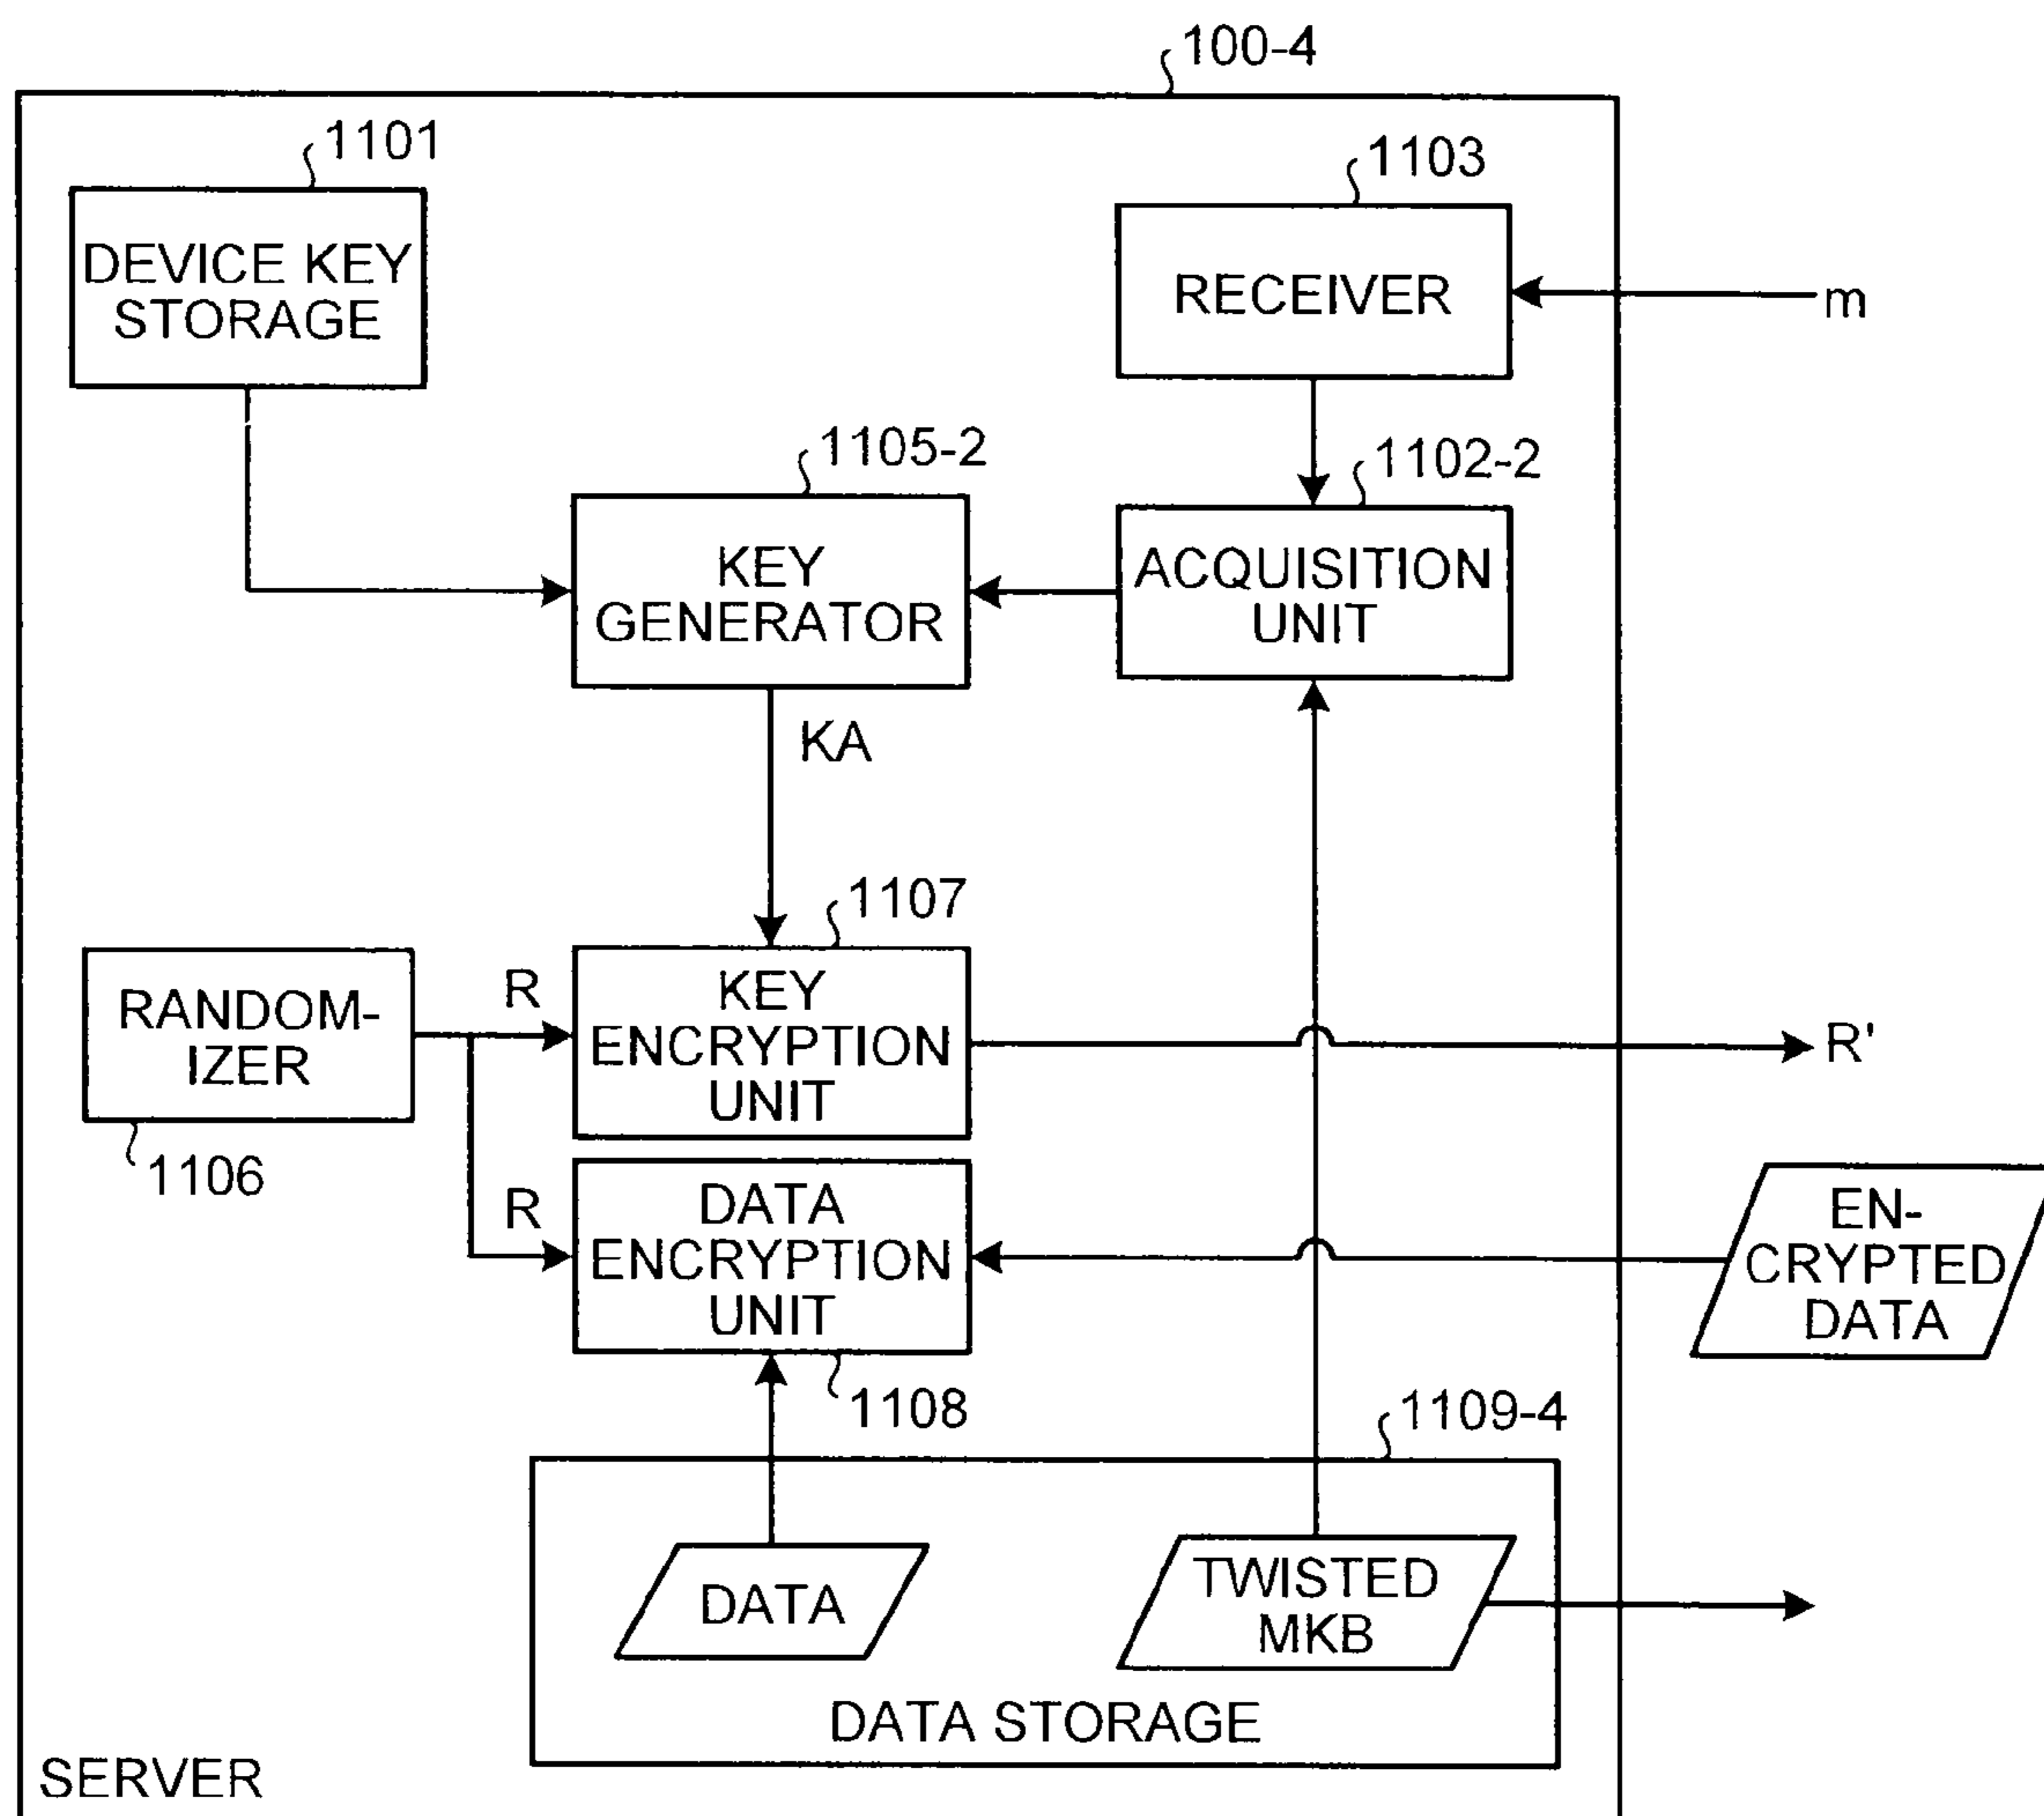 100-4
1101
1103
DEVICE KEY
STORAGE
RECEIVER
m
1105-2
1102-2
KEY
GENERATOR
ACQUISITION
UNIT
KA
1107
RANDOM-
IZER
R
KEY
ENCRYPTION
UNIT
R'
1106
R
DATA
ENCRYPTION
UNIT
EN-
CRYPTED
DATA
1108
1109-4
DATA
TWISTED
MKB
DATA STORAGE
SERVER